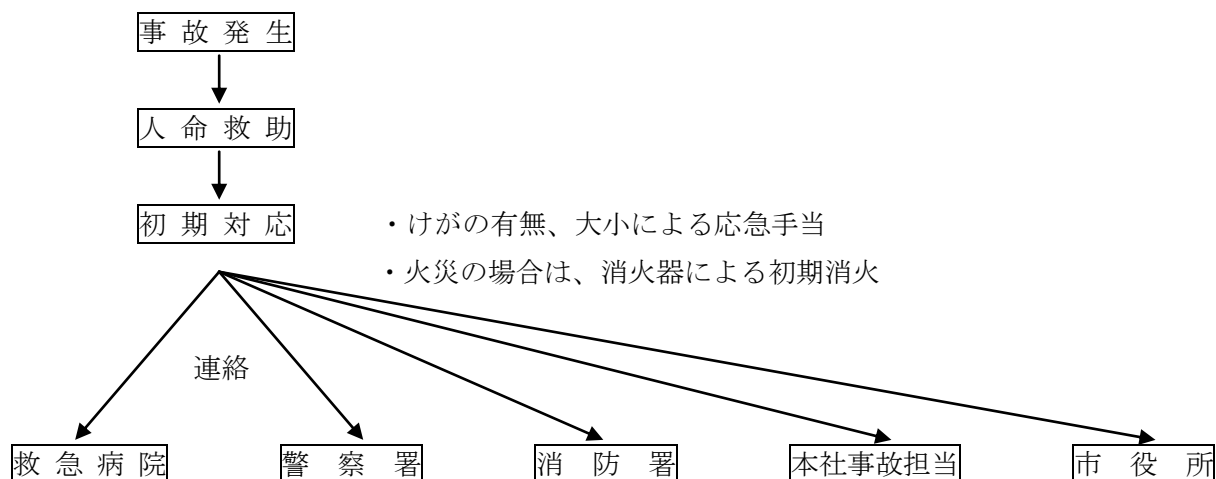 事故発生
人命救助
初期対応
・けがの有無、大小による応急手当
・火災の場合は、消火器による初期消火
連絡
救急病院
警察署
消防署
本社事故担当
市役所